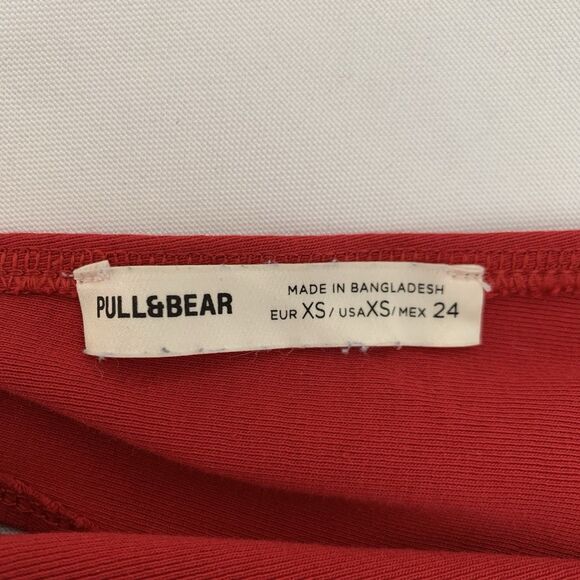 PULL&BEAR
MADE IN BANGLADESH
EUR XS / USA XS / MEX 24